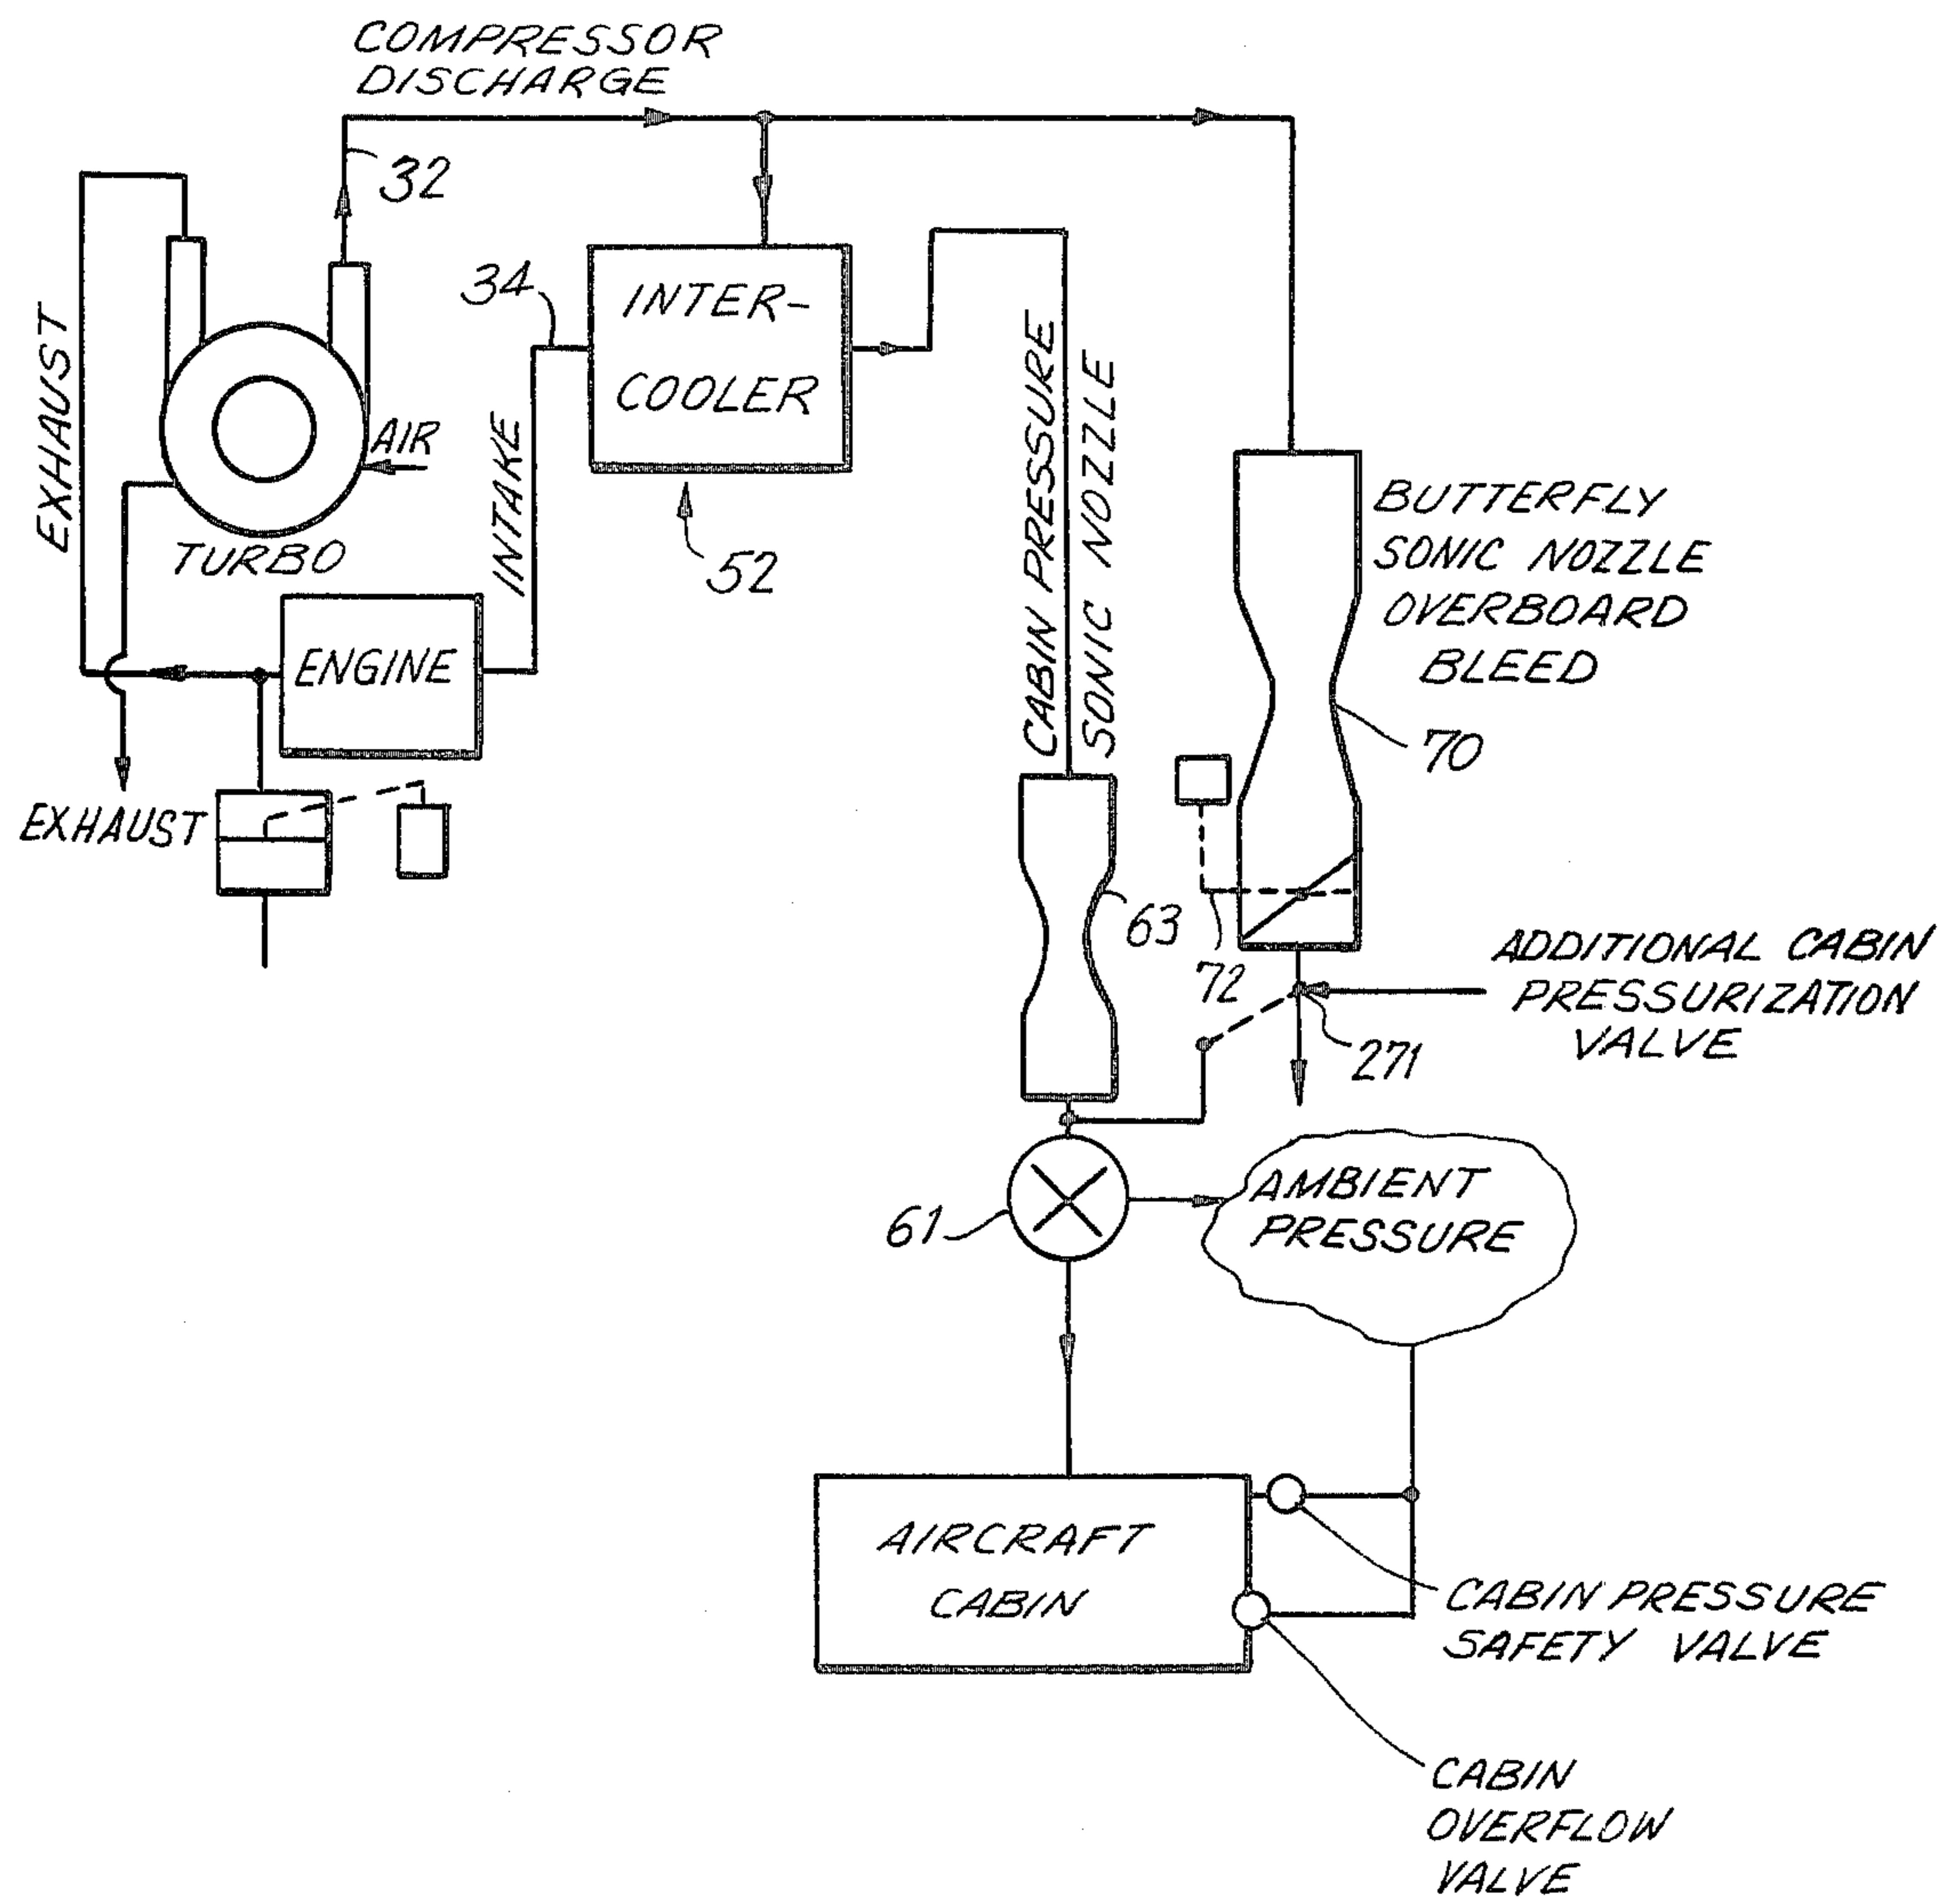 COMPRESSOR
DISCHARGE
32
34
INTER-
COOLER
EXHAUST
AIR
TURBO
INTAKE
52
CABIN PRESSURE
SONIC NOZZLE
BUTTERFLY
SONIC NOZZLE
OVERBOARD
BLEED
70
ENGINE
EXHAUST
63
72
ADDITIONAL CABIN
PRESSURIZATION
VALVE
271
61
AMBIENT
PRESSURE
AIRCRAFT
CABIN
CABIN PRESSURE
SAFETY VALVE
CABIN
OVERFLOW
VALVE